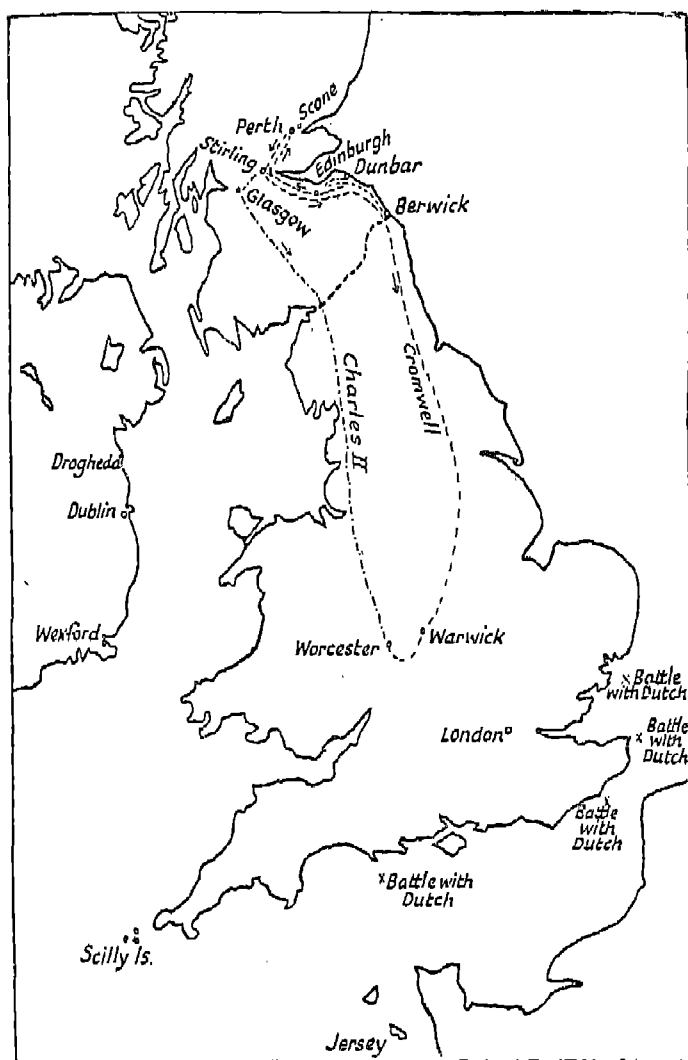 Scone
Perth
Stirling
Edinburgh
Dunbar
Glasgow
Berwick
Charles II
Cromwell
Drogheda
Dublin
Wexford
Worcester
Warwick
Battle
with Dutch
London
Battle
with
Dutch
Battle
with
Dutch
Battle with
Dutch
Scilly Is.
Jersey